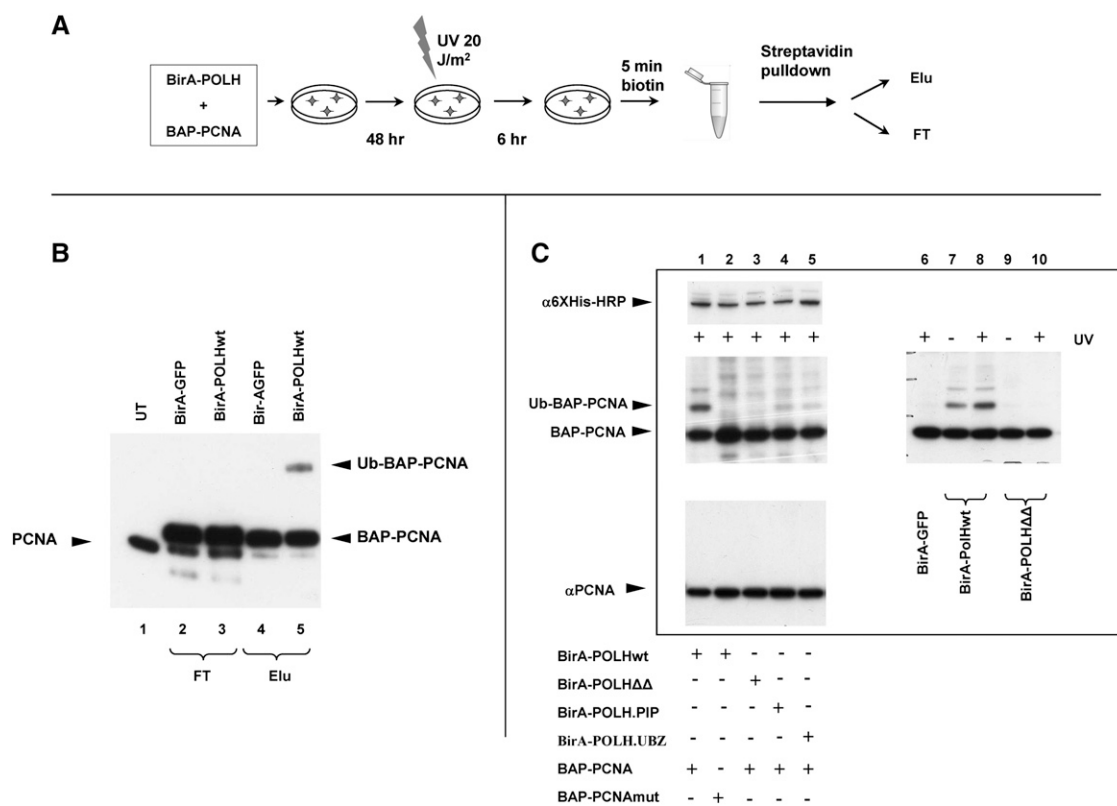 A
BirA-POLH
+
BAP-PCNA
48 hr
UV 20
J/m²
6 hr
5 min
biotin
Streptavidin
pulldown
Elu
FT
B
UT
BirA-GFP
BirA-POLHwt
Bir-AGFP
BirA-POLHwt
PCNA
Ub-BAP-PCNA
BAP-PCNA
1 2 3 4 5
FT Elu
C
1 2 3 4 5 6 7 8 9 10
α6XHis-HRP
+ + + + + + - + - + UV
Ub-BAP-PCNA
BAP-PCNA
BirA-GFP
BirA-PolHwt
BirA-POLHΔΔ
αPCNA
BirA-POLHwt + + - - -
BirA-POLHΔΔ - - + - -
BirA-POLH.PIP - - - + -
BirA-POLH.UBZ - - - - +
BAP-PCNA + - + + +
BAP-PCNAmut - + - - -